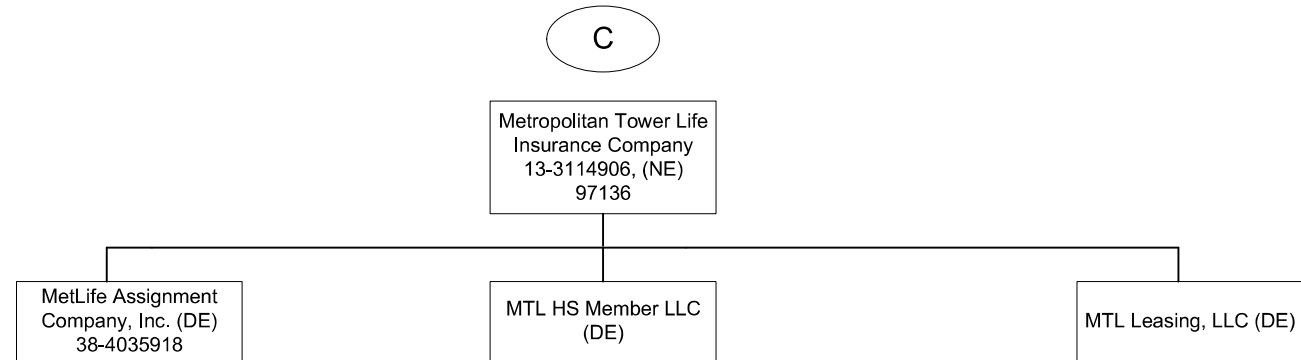 C
Metropolitan Tower Life
Insurance Company
13-3114906, (NE)
97136
MetLife Assignment
Company, Inc. (DE)
38-4035918
MTL HS Member LLC
(DE)
MTL Leasing, LLC (DE)